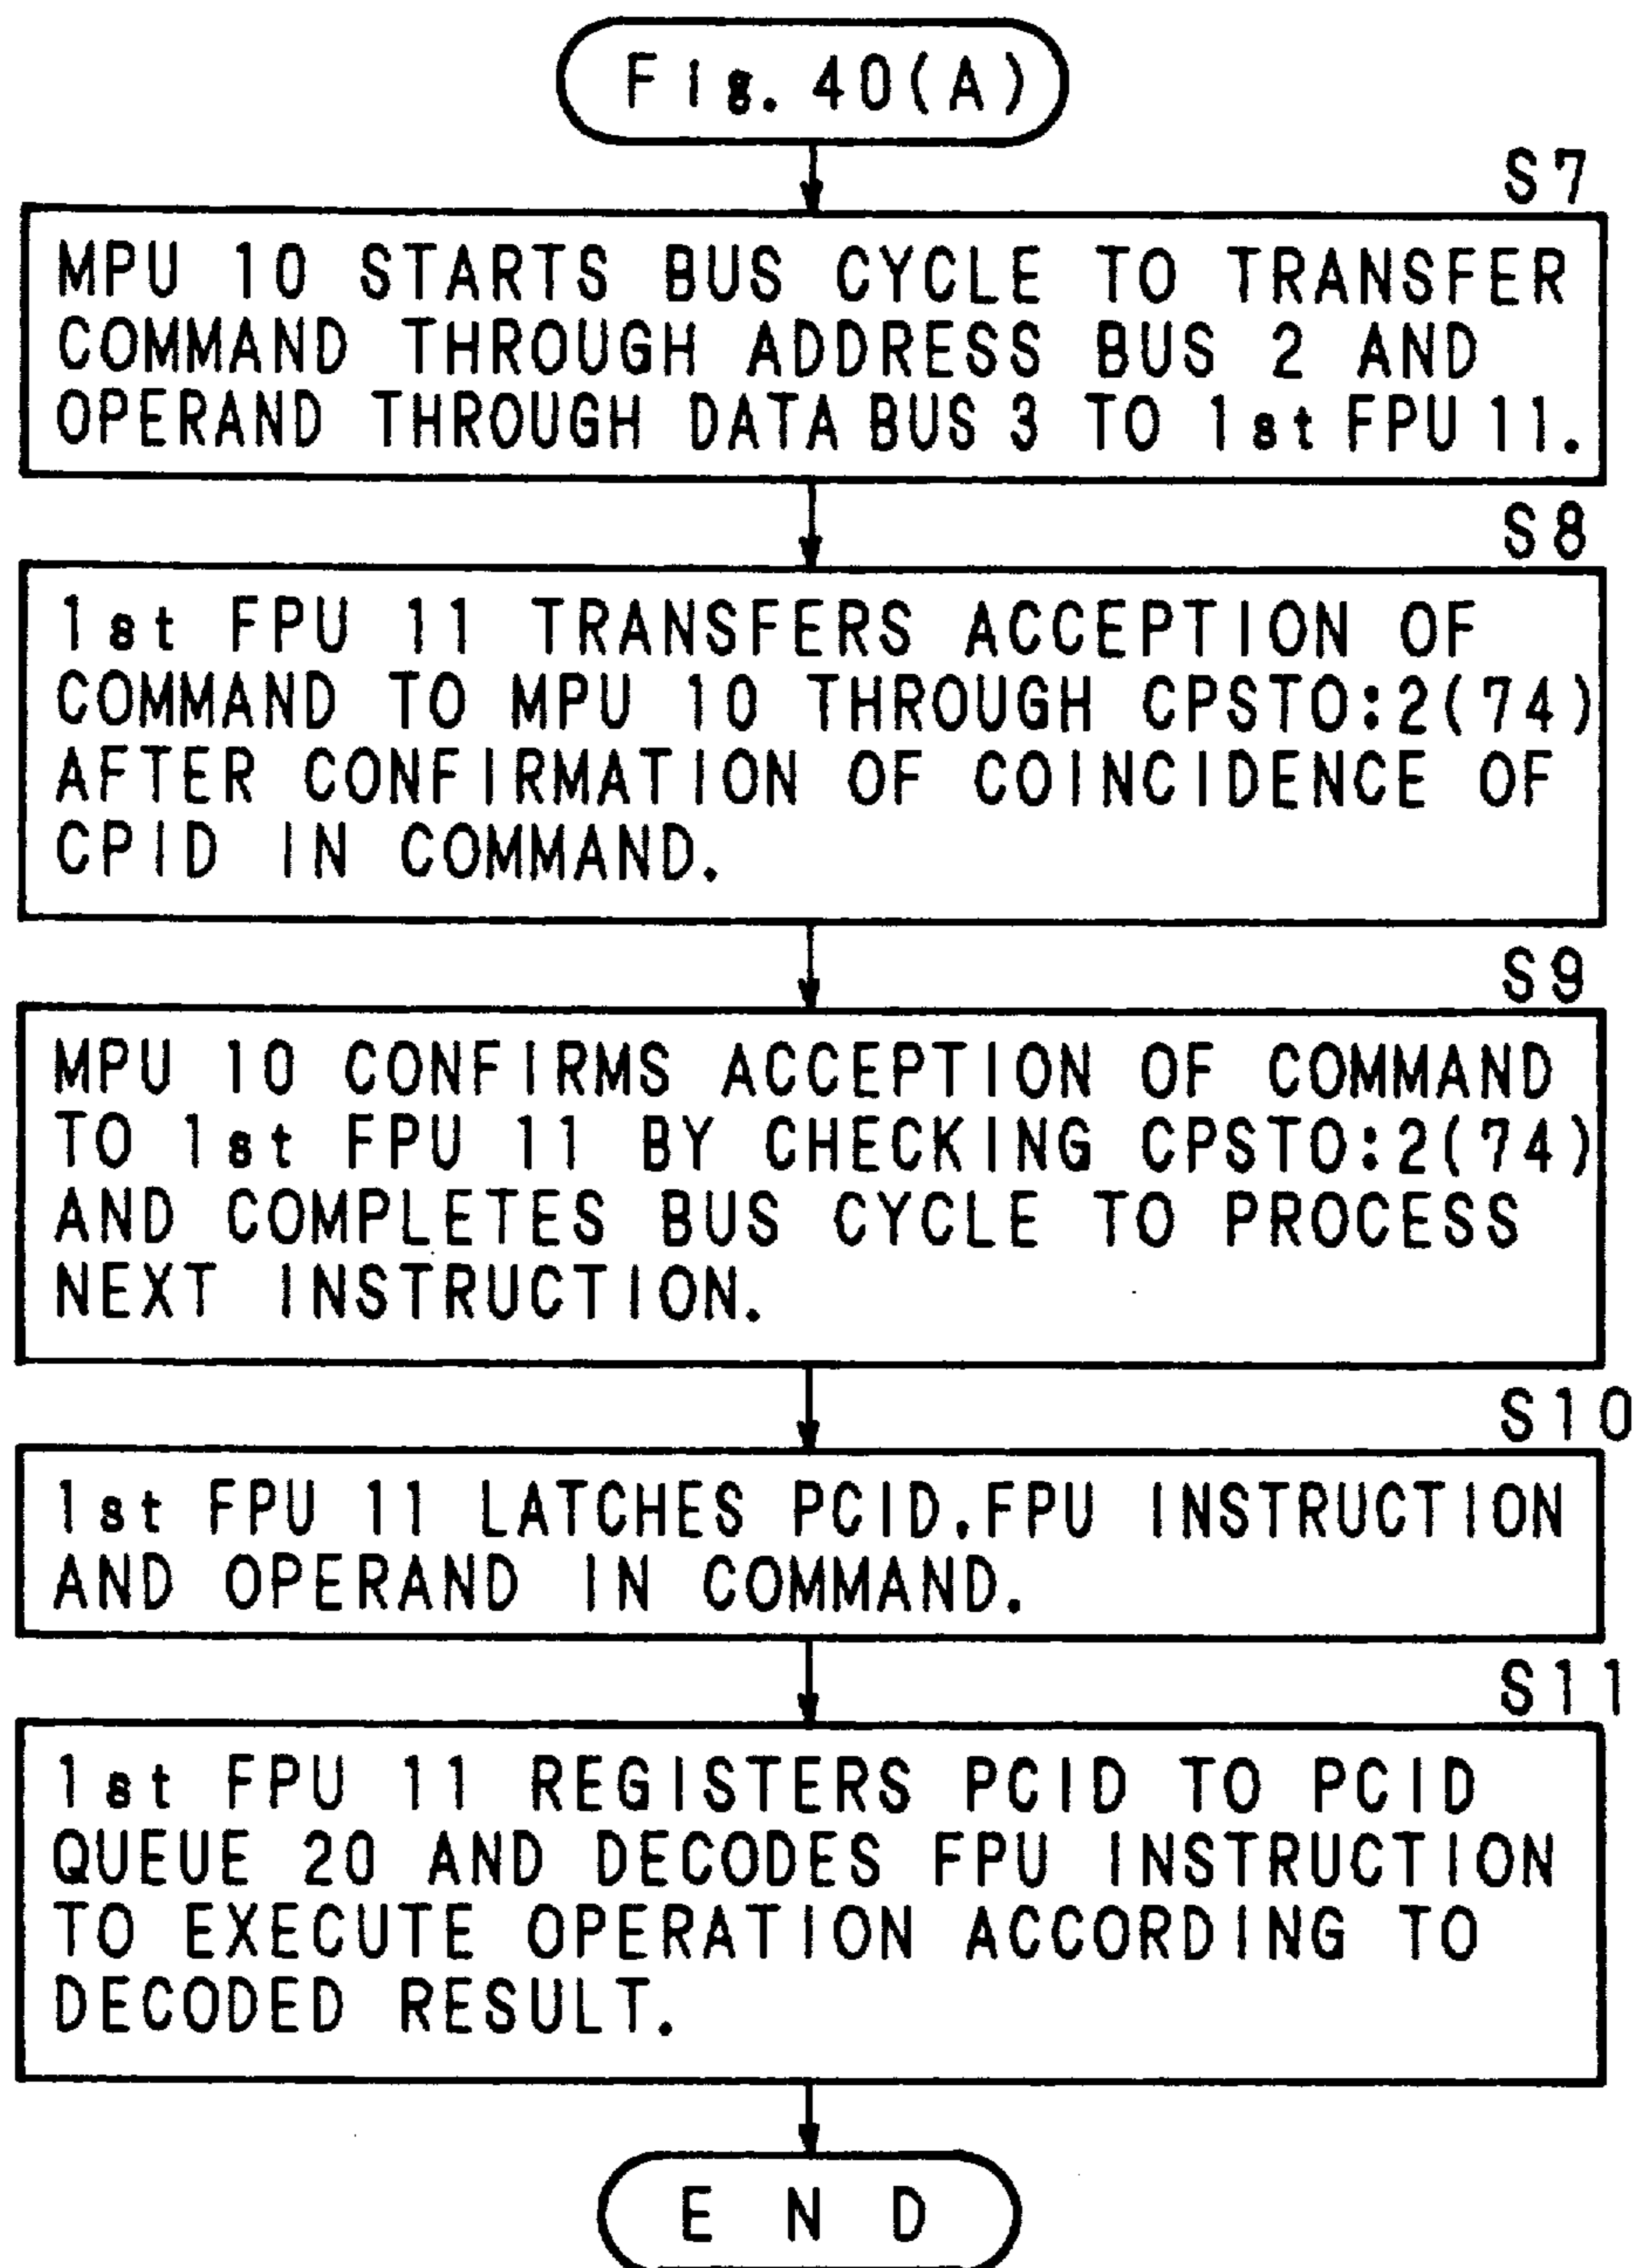 Fig. 40(A)
S7
MPU 10 STARTS BUS CYCLE TO TRANSFER
COMMAND THROUGH ADDRESS BUS 2 AND
OPERAND THROUGH DATA BUS 3 TO 1st FPU 11.
S8
1st FPU 11 TRANSFERS ACCEPTION OF
COMMAND TO MPU 10 THROUGH CPST0:2(74)
AFTER CONFIRMATION OF COINCIDENCE OF
CPID IN COMMAND.
S9
MPU 10 CONFIRMS ACCEPTION OF COMMAND
TO 1st FPU 11 BY CHECKING CPST0:2(74)
AND COMPLETES BUS CYCLE TO PROCESS
NEXT INSTRUCTION.
S10
1st FPU 11 LATCHES PCID.FPU INSTRUCTION
AND OPERAND IN COMMAND.
S11
1st FPU 11 REGISTERS PCID TO PCID
QUEUE 20 AND DECODES FPU INSTRUCTION
TO EXECUTE OPERATION ACCORDING TO
DECODED RESULT.
END